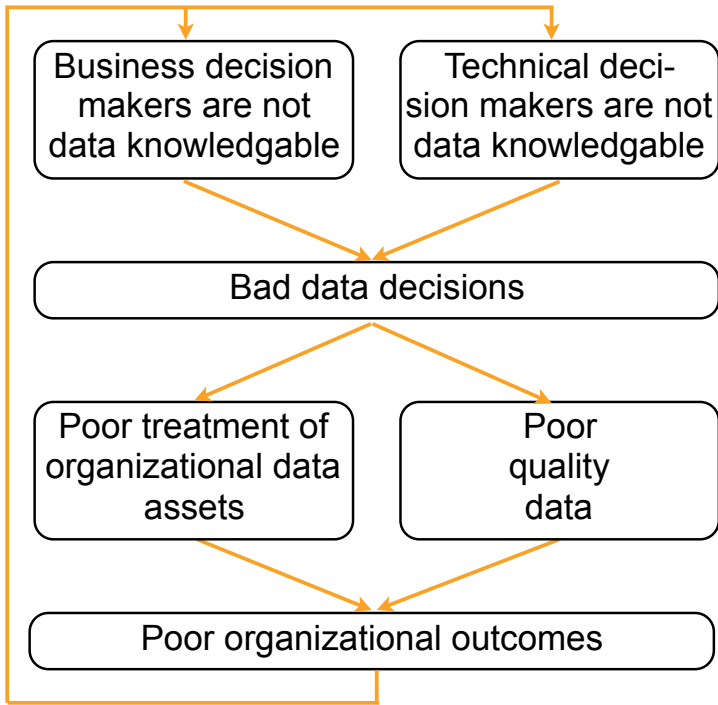 Business decision
makers are not
data knowledgable
Technical deci-
sion makers are not
data knowledgable
Bad data decisions
Poor treatment of
organizational data
assets
Poor
quality
data
Poor organizational outcomes